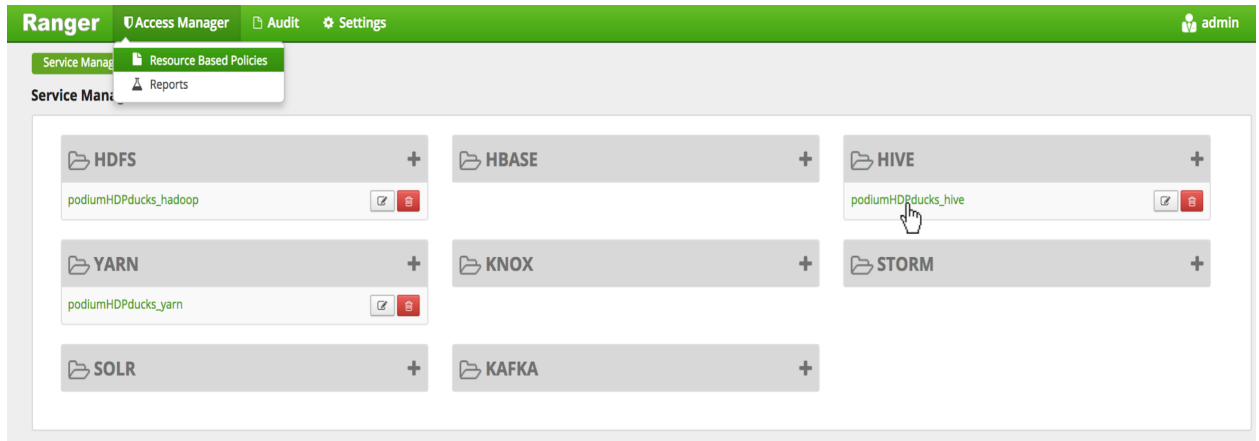 Ranger Access Manager Audit Settings admin
Service Manag
Resource Based Policies
Reports
Service Mana
HDFS + HBASE + HIVE +
podiumHDPducks_hadoop podiumHDPducks_hive
YARN + KNOX + STORM +
podiumHDPducks_yarn
SOLR + KAFKA +